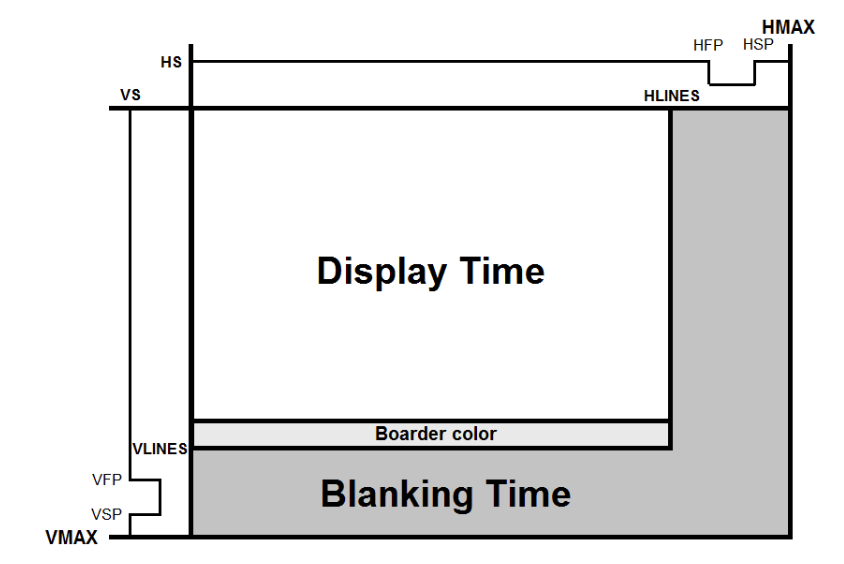 HMAX
HFP HSP
HS
VS
HLINES
Display Time
Boarder color
VLINES
VFP
Blanking Time
VSP
VMAX